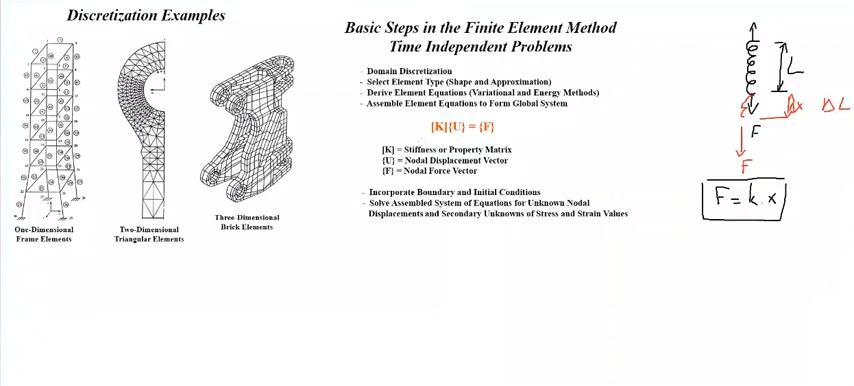 Discretization Examples
One-Dimensional
Frame Elements
Two-Dimensional
Triangular Elements
Three-Dimensional
Brick Elements
Basic Steps in the Finite Element Method
Time Independent Problems
- Domain Discretization
- Select Element Type (Shape and Approximation)
- Derive Element Equations (Variational and Energy Methods)
- Assemble Element Equations to Form Global System
[K]{U} = {F}
[K] = Stiffness or Property Matrix
{U} = Nodal Displacement Vector
{F} = Nodal Force Vector
- Incorporate Boundary and Initial Conditions
- Solve Assembled System of Equations for Unknown Nodal
Displacements and Secondary Unknowns of Stress and Strain Values
L
ΔL
F
F
F = k.x